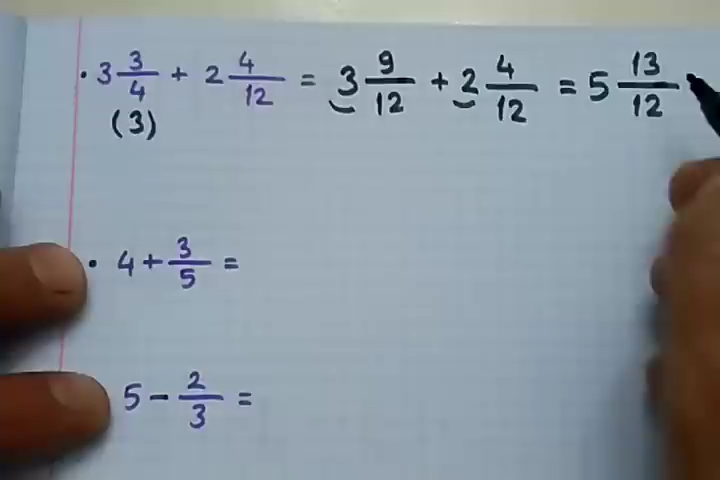 • 3 3/4 + 2 4/12 = 3 9/12 + 2 4/12 = 5 13/12
(3)
• 4 + 3/5 =
5 - 2/3 =